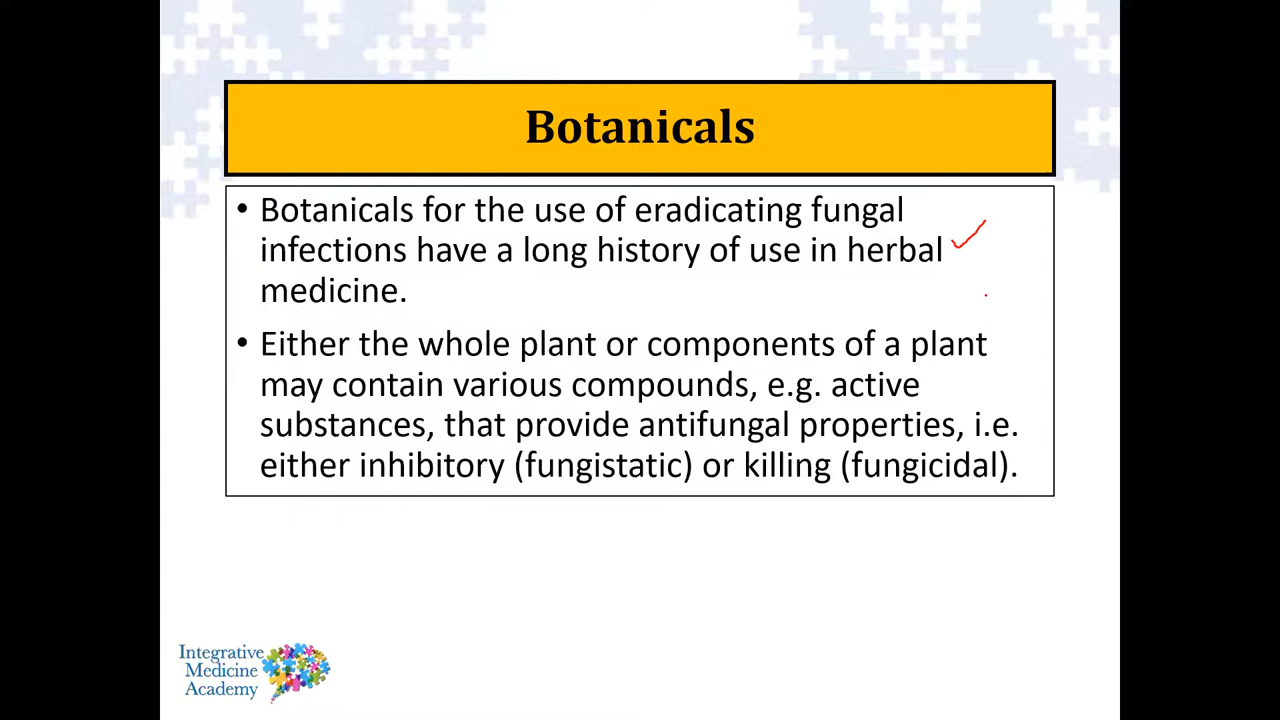 Botanicals
• Botanicals for the use of eradicating fungal
infections have a long history of use in herbal
medicine.
• Either the whole plant or components of a plant
may contain various compounds, e.g. active
substances, that provide antifungal properties, i.e.
either inhibitory (fungistatic) or killing (fungicidal).
Integrative
Medicine
Academy